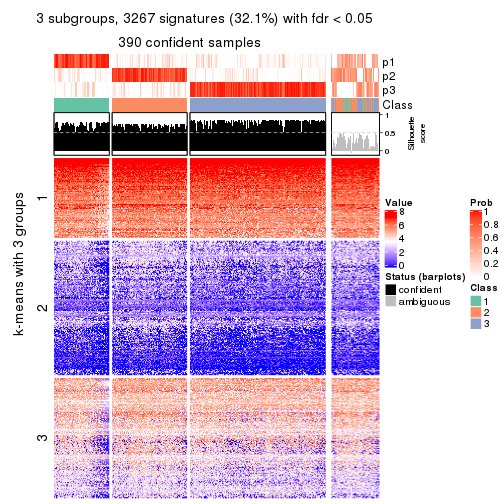 3 subgroups, 3267 signatures (32.1%) with fdr < 0.05
390 confident samples
p1
p2
p3
Class
1
0.5
0
Silhouette
score
k-means with 3 groups
1
2
3
Value
8
6
4
2
0
Status (barplots)
confident
ambiguous
Prob
1
0.8
0.6
0.4
0.2
0
Class
1
2
3